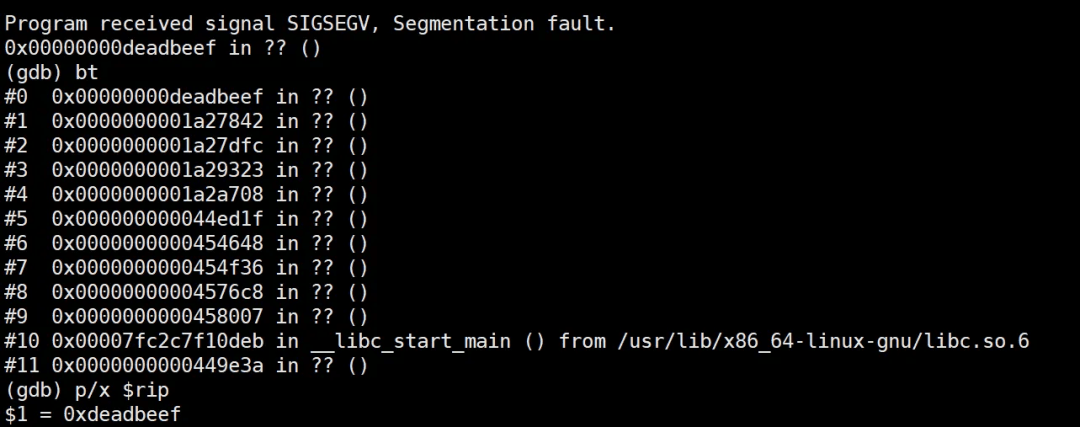 Program received signal SIGSEGV, Segmentation fault.
0x00000000deadbeef in ?? ()
(gdb) bt
#0  0x00000000deadbeef in ?? ()
#1  0x0000000001a27842 in ?? ()
#2  0x0000000001a27dfc in ?? ()
#3  0x0000000001a29323 in ?? ()
#4  0x0000000001a2a708 in ?? ()
#5  0x000000000044ed1f in ?? ()
#6  0x0000000000454648 in ?? ()
#7  0x0000000000454f36 in ?? ()
#8  0x00000000004576c8 in ?? ()
#9  0x0000000000458007 in ?? ()
#10 0x00007fc2c7f10deb in __libc_start_main () from /usr/lib/x86_64-linux-gnu/libc.so.6
#11 0x0000000000449e3a in ?? ()
(gdb) p/x $rip
$1 = 0xdeadbeef